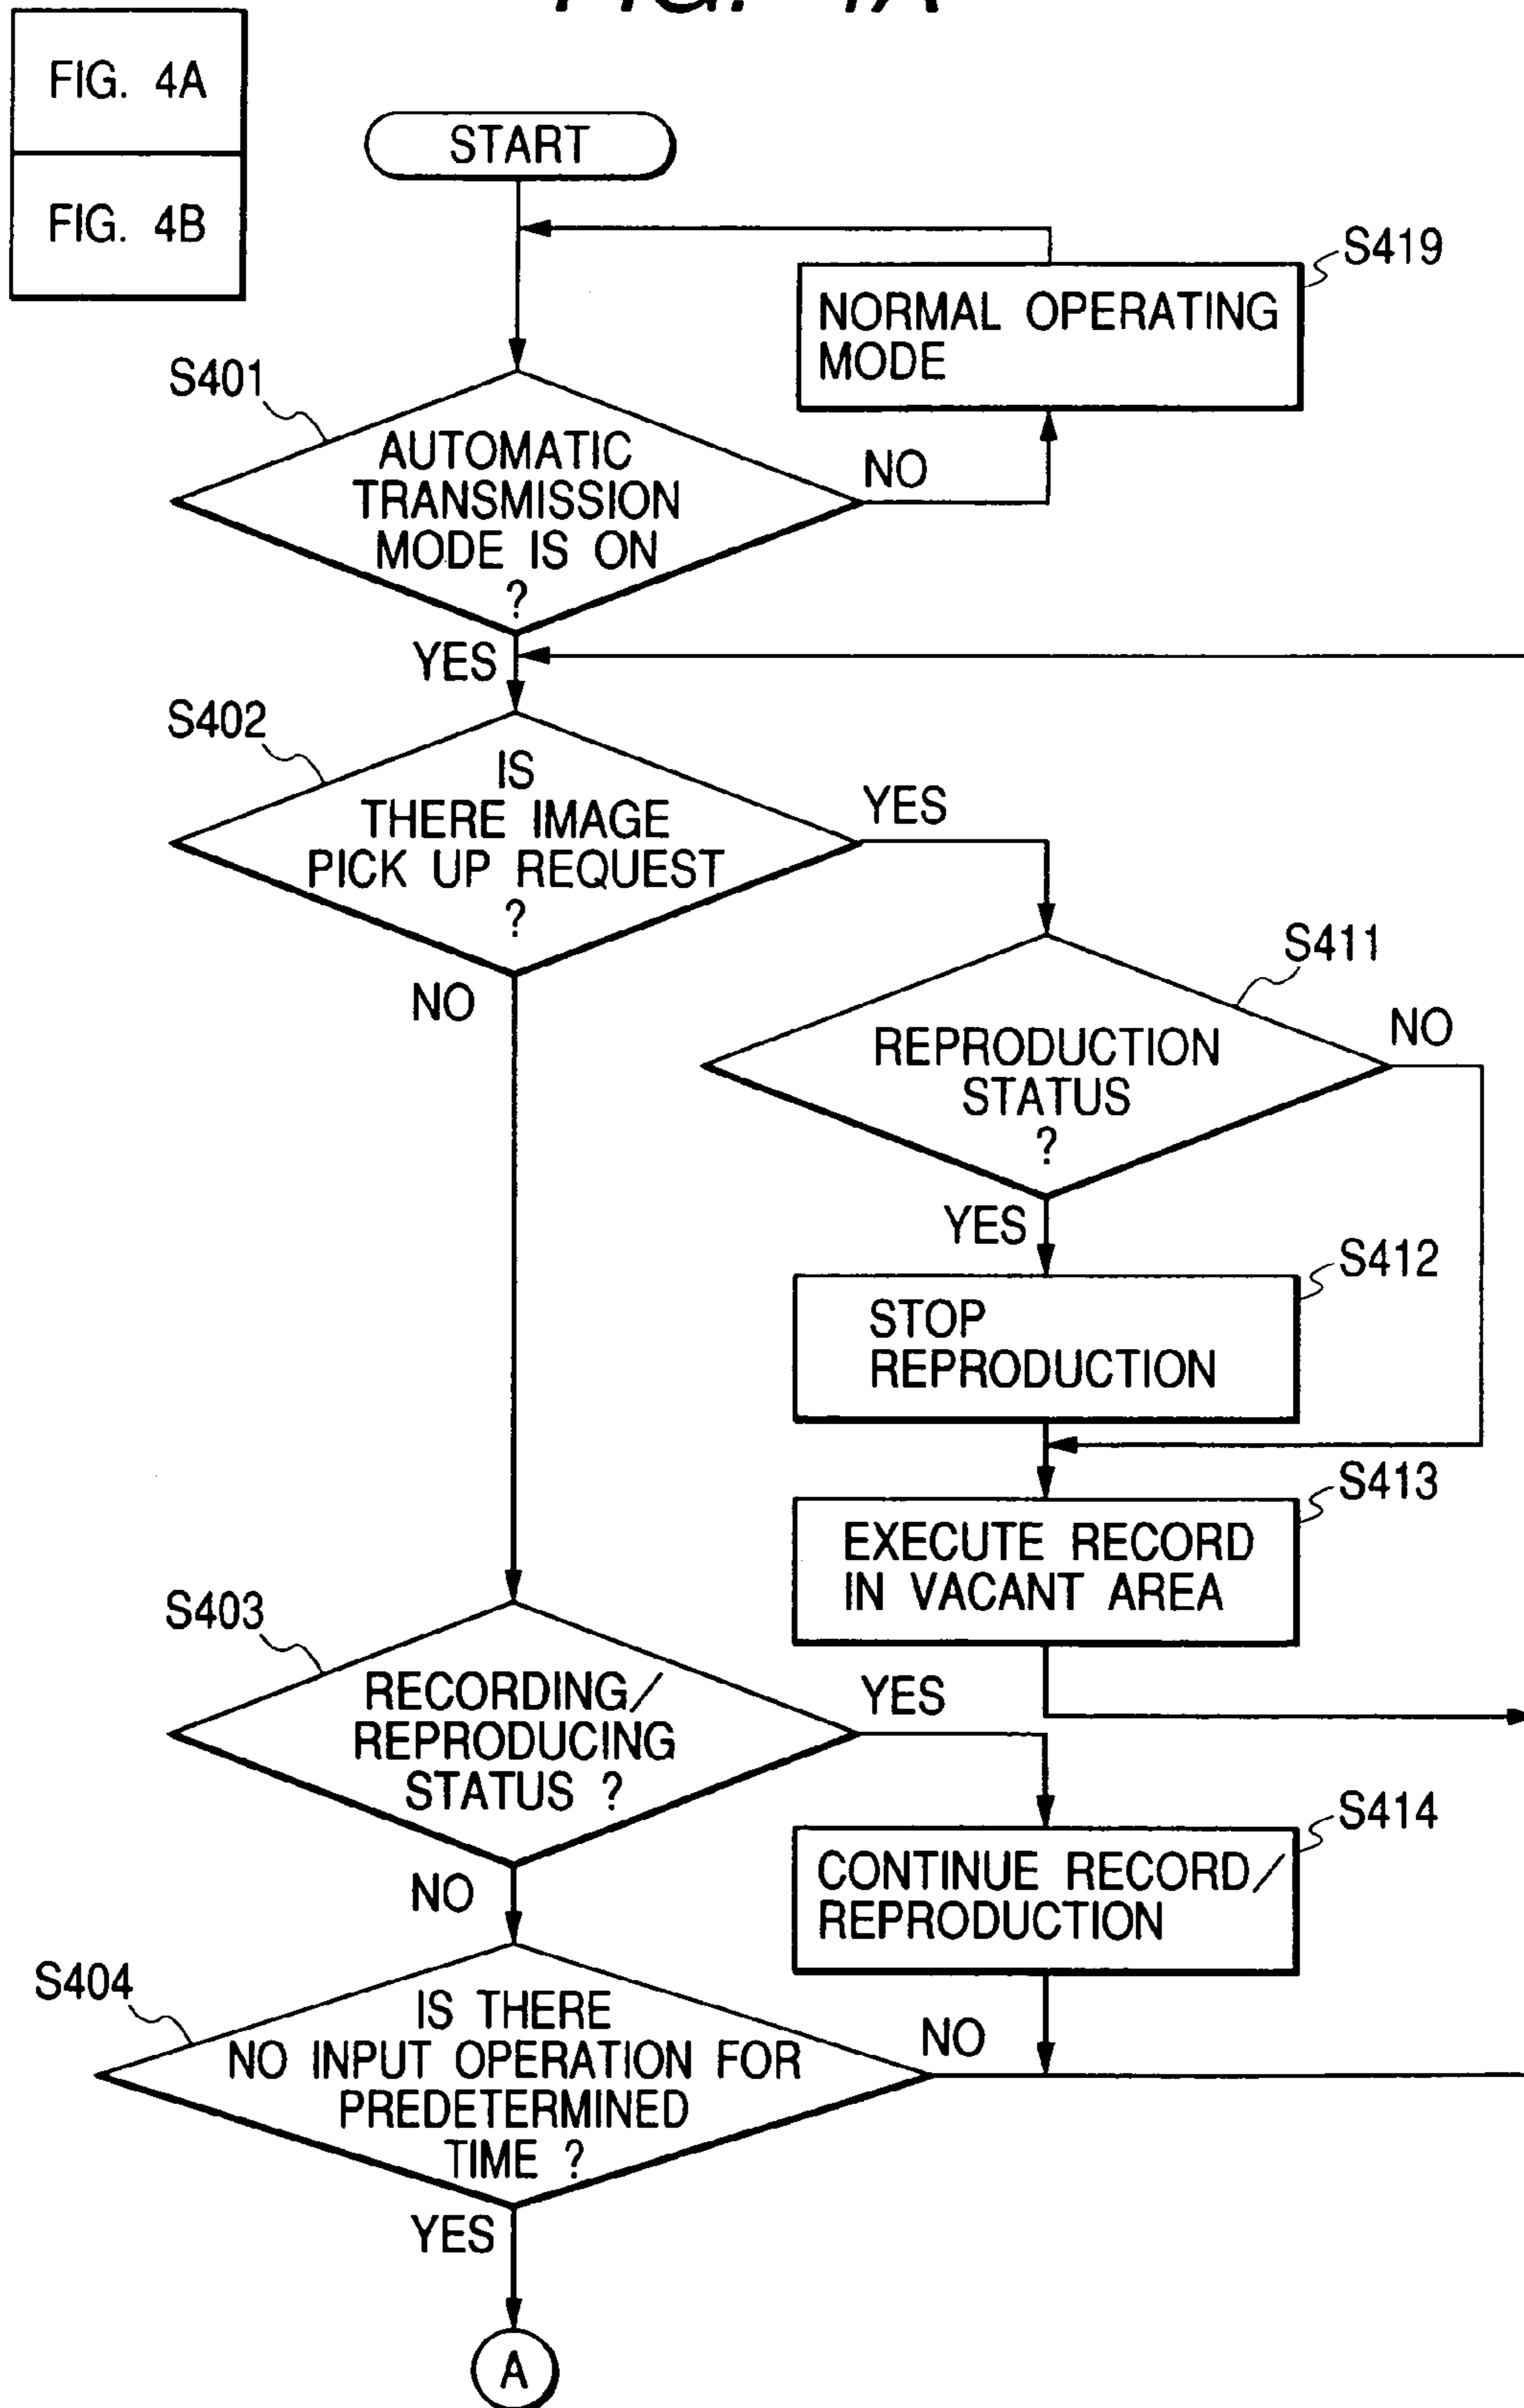 FIG. 4A
FIG. 4A
FIG. 4B
START
S419
NORMAL OPERATING
MODE
S401
AUTOMATIC
TRANSMISSION
MODE IS ON
?
NO
YES
S402
IS
THERE IMAGE
PICK UP REQUEST
?
YES
NO
S411
REPRODUCTION
STATUS
?
NO
YES
S412
STOP
REPRODUCTION
S413
EXECUTE RECORD
IN VACANT AREA
S403
RECORDING/
REPRODUCING
STATUS ?
YES
NO
S414
CONTINUE RECORD/
REPRODUCTION
S404
IS THERE
NO INPUT OPERATION FOR
PREDETERMINED
TIME ?
NO
YES
A